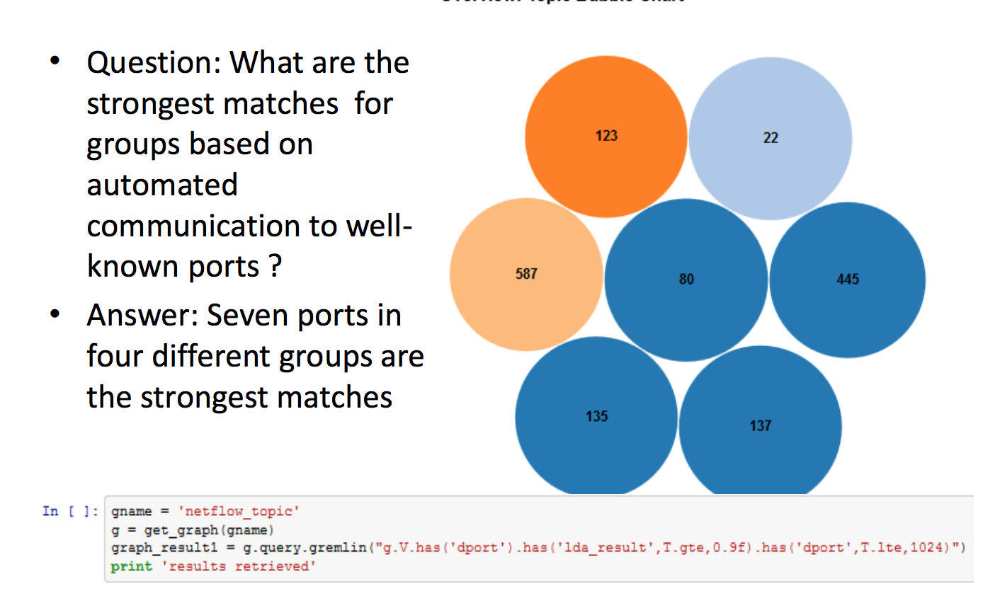 • Question: What are the
strongest matches for
groups based on
automated
communication to well-
known ports ?
• Answer: Seven ports in
four different groups are
the strongest matches
123
22
587
80
445
135
137
In [ ]:
gname = 'netflow_topic'
g = get_graph(gname)
graph_result1 = g.query.gremlin("g.V.has('dport').has('lda_result',T.gte,0.9f).has('dport',T.lte,1024)")
print 'results retrieved'